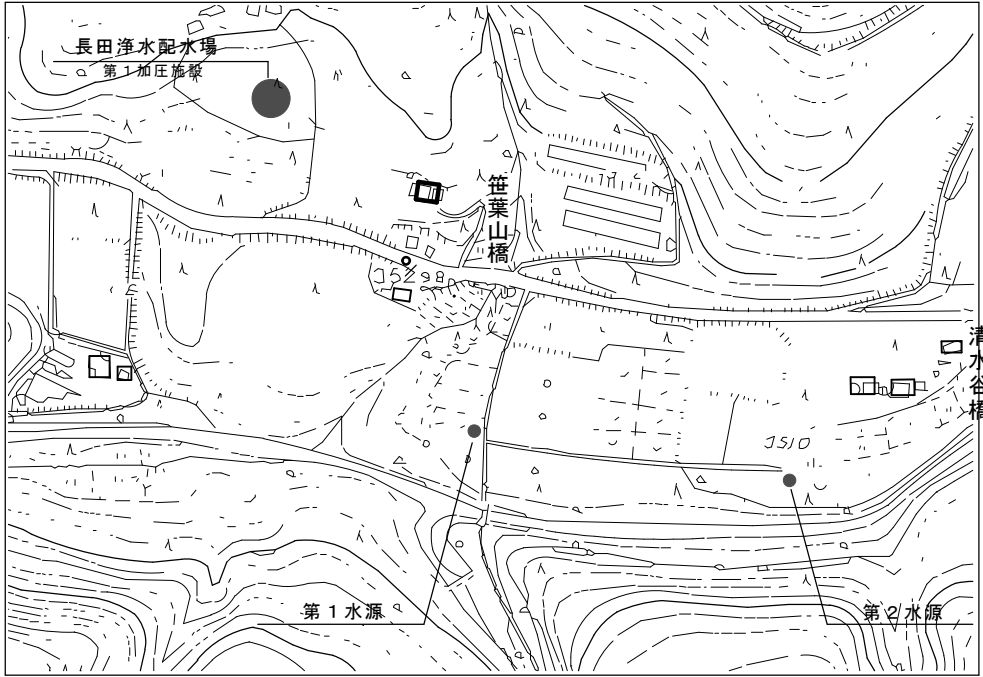 長田浄水配水場
第1加圧施設
笹葉山橋
清水谷橋
第1水源
第2水源